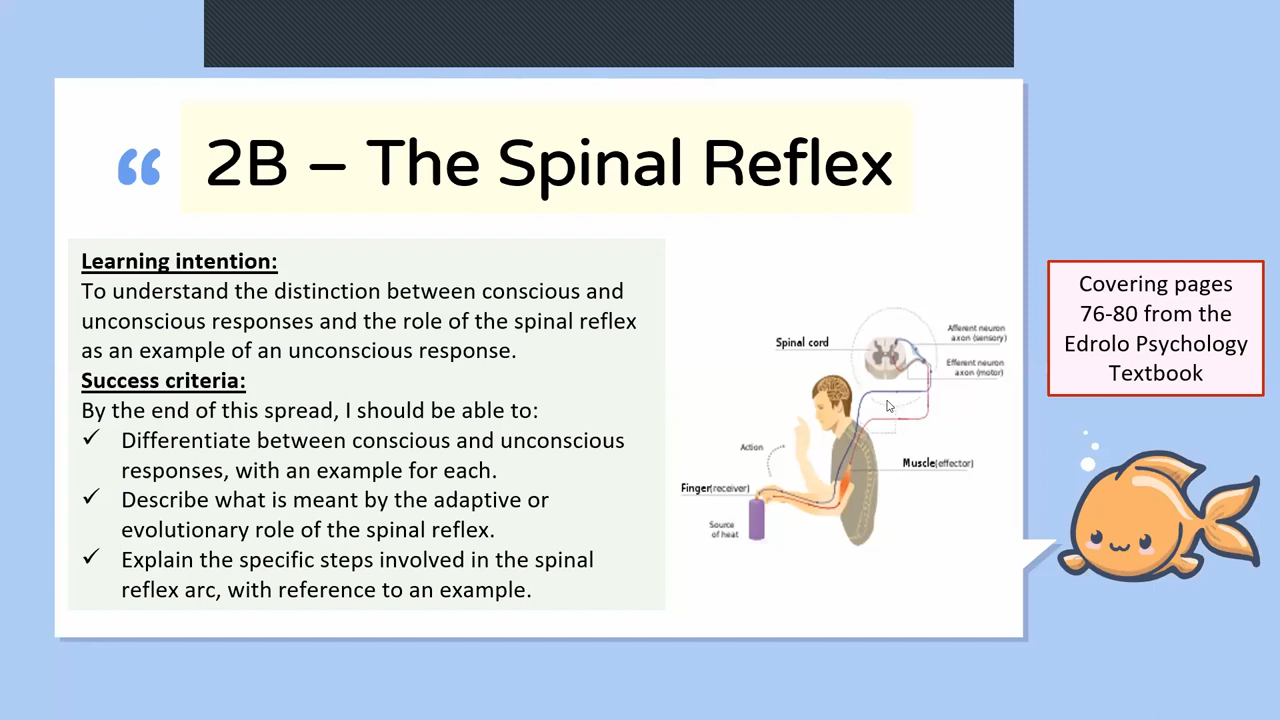 “ 2B – The Spinal Reflex
Learning intention:
To understand the distinction between conscious and
unconscious responses and the role of the spinal reflex
as an example of an unconscious response.
Success criteria:
By the end of this spread, I should be able to:
✓ Differentiate between conscious and unconscious
responses, with an example for each.
✓ Describe what is meant by the adaptive or
evolutionary role of the spinal reflex.
✓ Explain the specific steps involved in the spinal
reflex arc, with reference to an example.
Spinal cord
Afferent neuron
axon (sensory)
Efferent neuron
axon (motor)
Action
Muscle(effector)
Finger(receiver)
Source
of heat
Covering pages
76-80 from the
Edrolo Psychology
Textbook